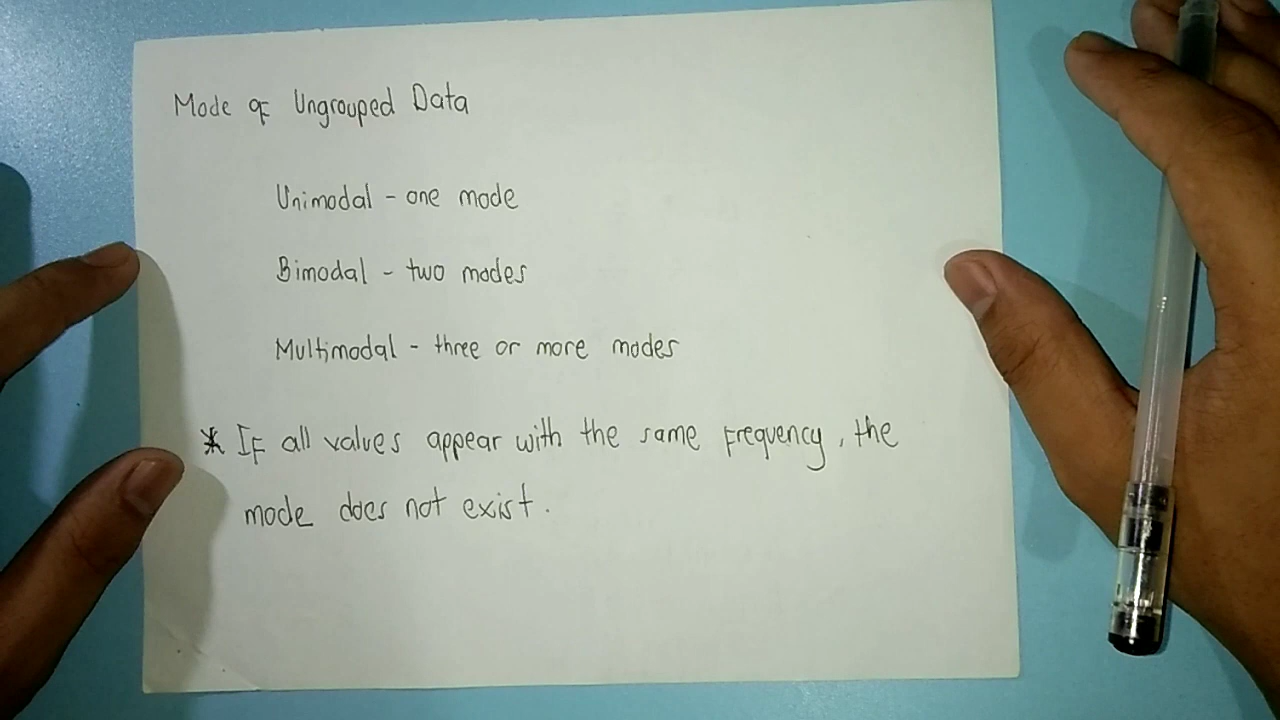 Mode of Ungrouped Data
Unimodal - one mode
Bimodal - two modes
Multimodal - three or more modes
* If all values appear with the same frequency, the
mode does not exist.